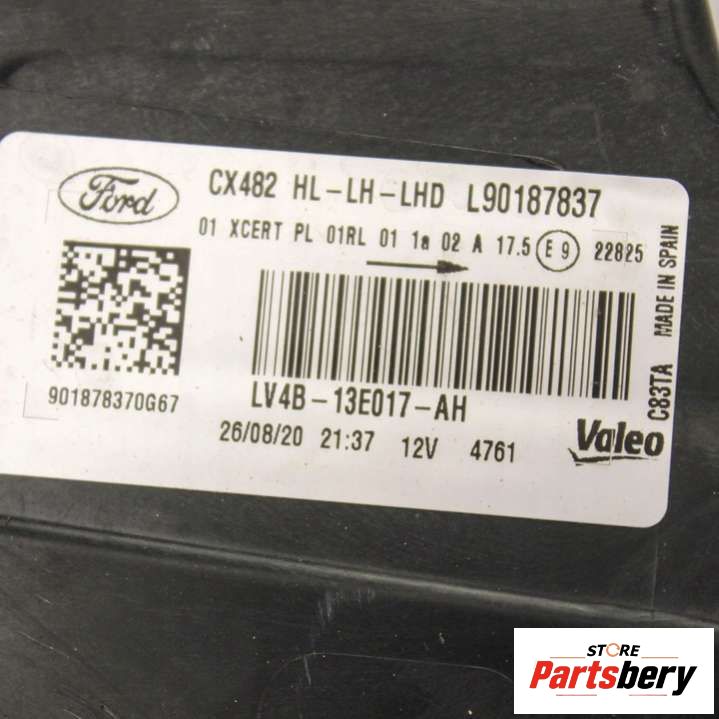 Ford
CX482 HL-LH-LHD L90187837
01 XCERT PL 01RL 01 1a 02 A 17.5 E 9 22825
901878370G67
LV4B-13E017-AH
26/08/20 21:37 12V 4761
Valeo
C83TA MADE IN SPAIN
STORE
Partsbery